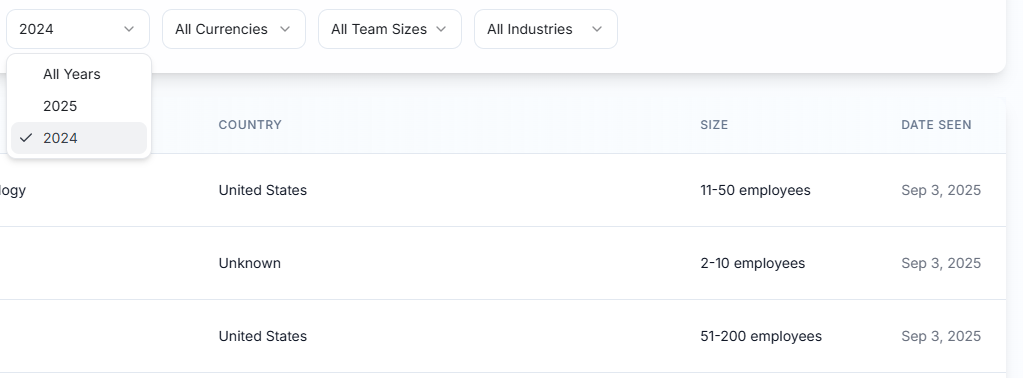 2024 All Currencies All Team Sizes All Industries
All Years
2025
2024
COUNTRY SIZE DATE SEEN
United States 11-50 employees Sep 3, 2025
Unknown 2-10 employees Sep 3, 2025
United States 51-200 employees Sep 3, 2025